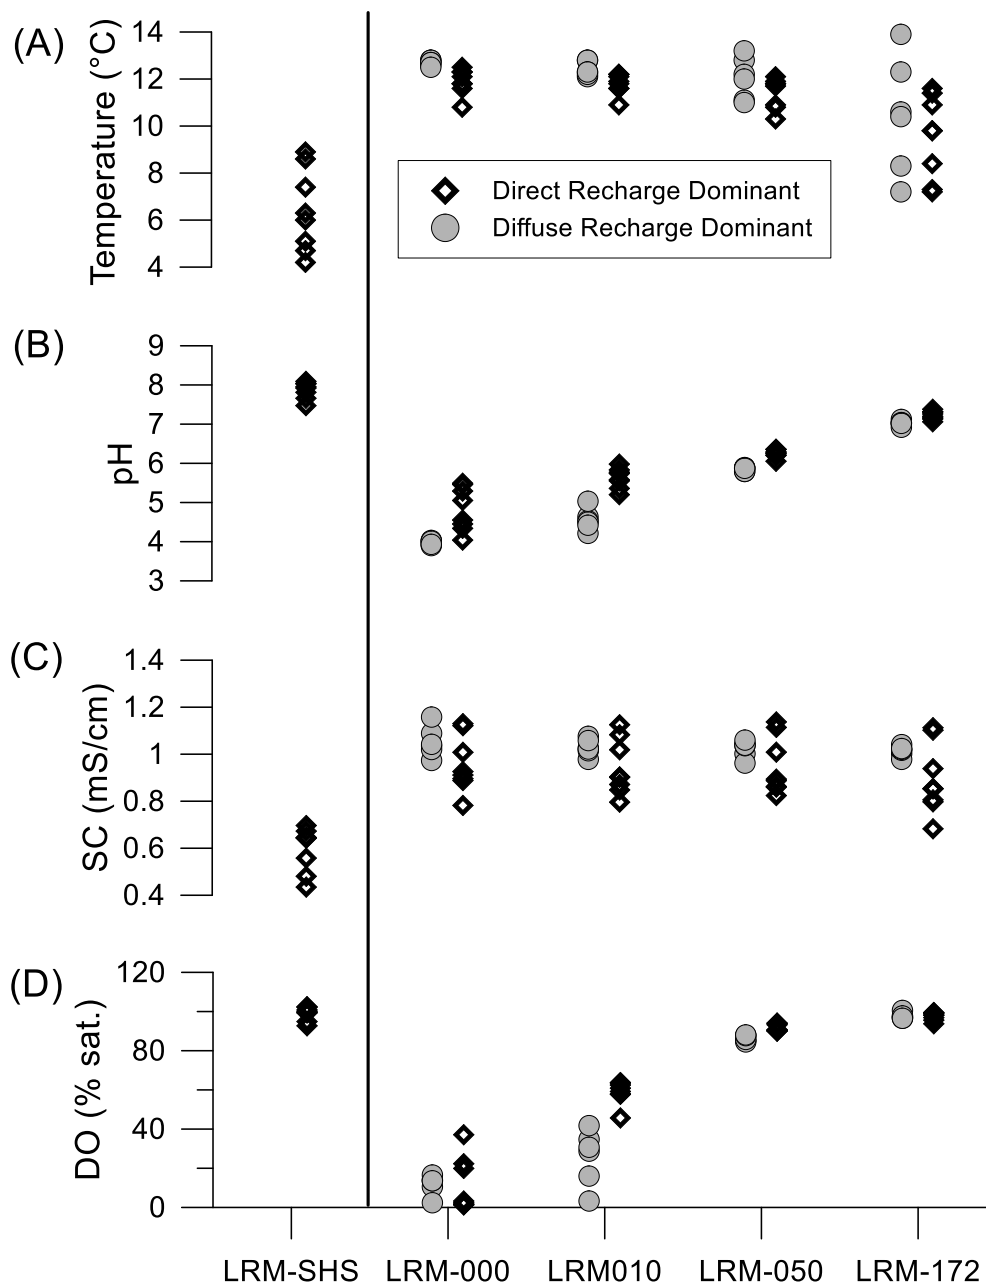 (A)
Temperature (°C)
14
12
10
8
6
4
Direct Recharge Dominant
Diffuse Recharge Dominant
(B)
pH
9
8
7
6
5
4
3
(C)
SC (mS/cm)
1.4
1.2
1
0.8
0.6
0.4
(D)
DO (% sat.)
120
80
40
0
LRM-SHS LRM-000 LRM010 LRM-050 LRM-172